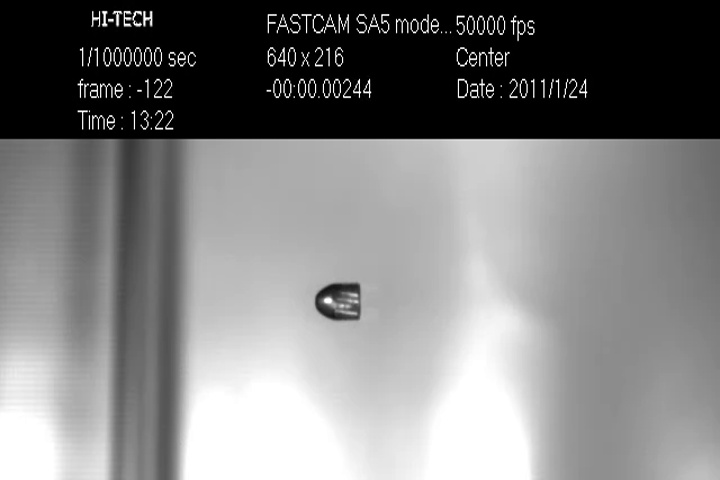 HI-TECH FASTCAM SA5 mode... 50000 fps
1/1000000 sec 640 x 216 Center
frame : -122 -00:00.00244 Date : 2011/1/24
Time : 13:22